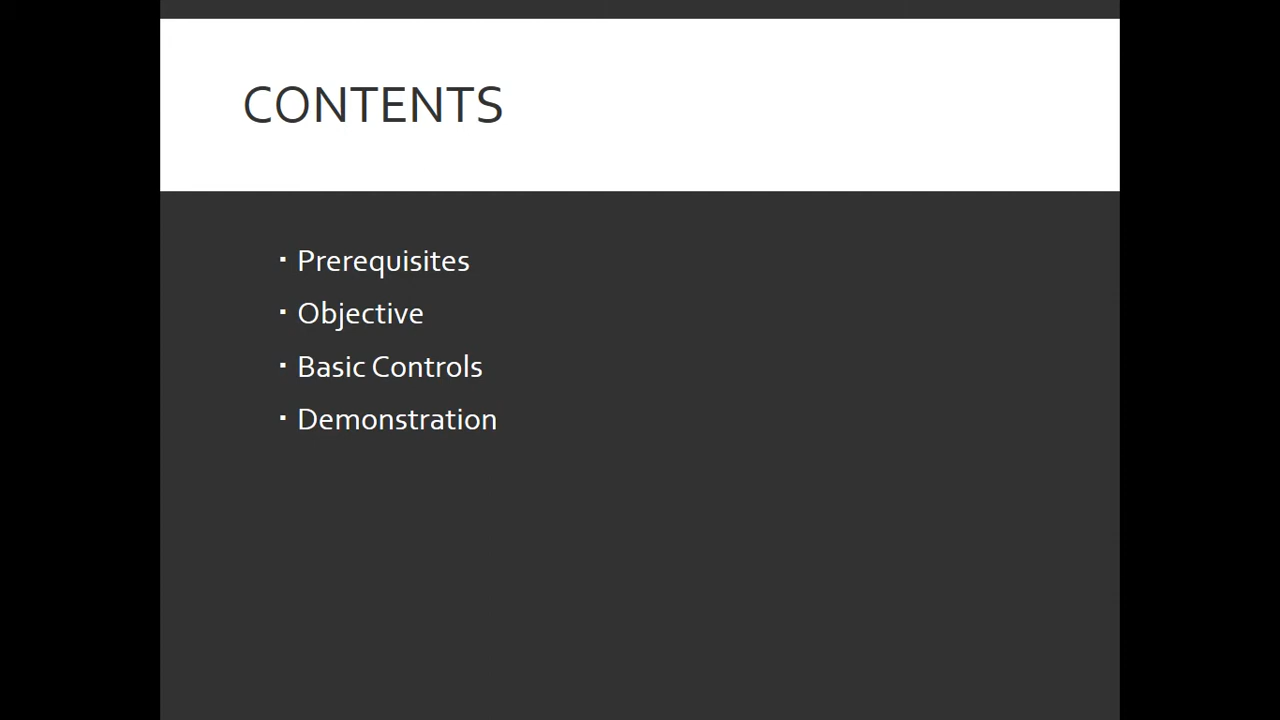 CONTENTS
▪ Prerequisites
▪ Objective
▪ Basic Controls
▪ Demonstration